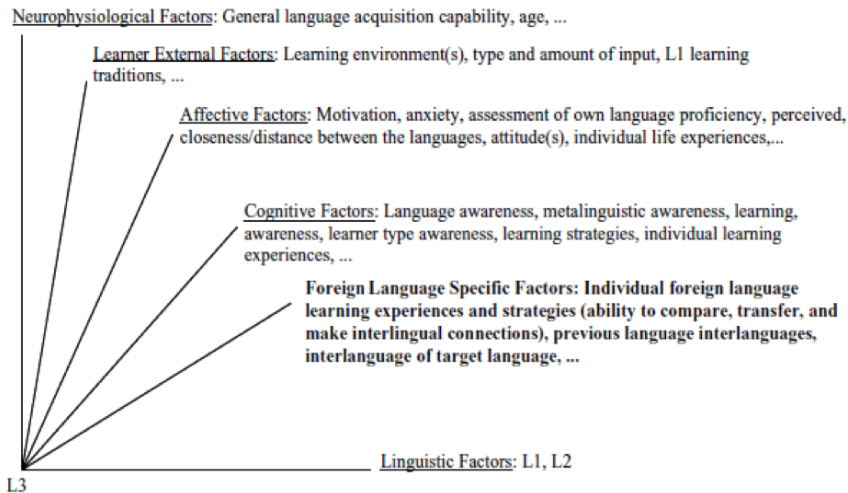 Neurophysiological Factors: General language acquisition capability, age, ...
Learner External Factors: Learning environment(s), type and amount of input, L1 learning
traditions, ...
Affective Factors: Motivation, anxiety, assessment of own language proficiency, perceived,
closeness/distance between the languages, attitude(s), individual life experiences,...
Cognitive Factors: Language awareness, metalinguistic awareness, learning,
awareness, learner type awareness, learning strategies, individual learning
experiences, ...
Foreign Language Specific Factors: Individual foreign language
learning experiences and strategies (ability to compare, transfer, and
make interlingual connections), previous language interlanguages,
interlanguage of target language, ...
Linguistic Factors: L1, L2
L3